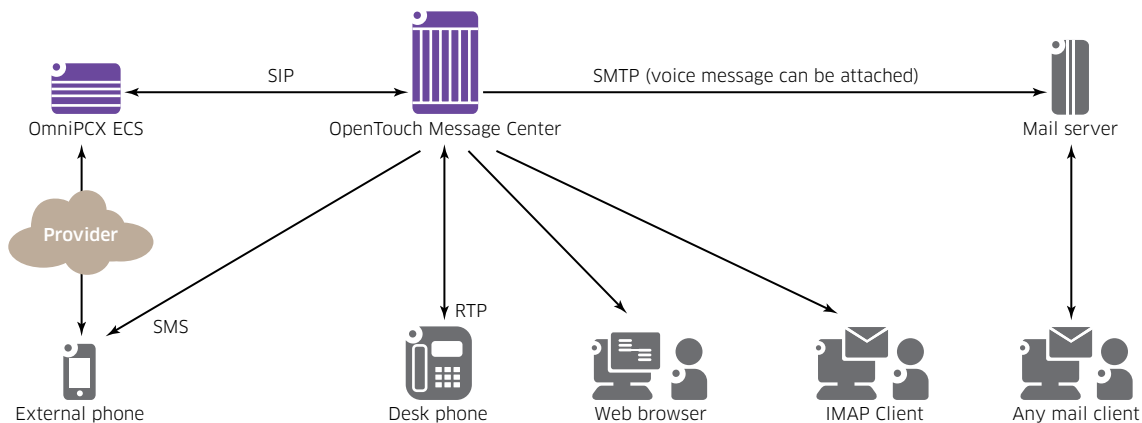 SIP
SMTP (voice message can be attached)
OmniPCX ECS
OpenTouch Message Center
Mail server
Provider
SMS
RTP
External phone
Desk phone
Web browser
IMAP Client
Any mail client